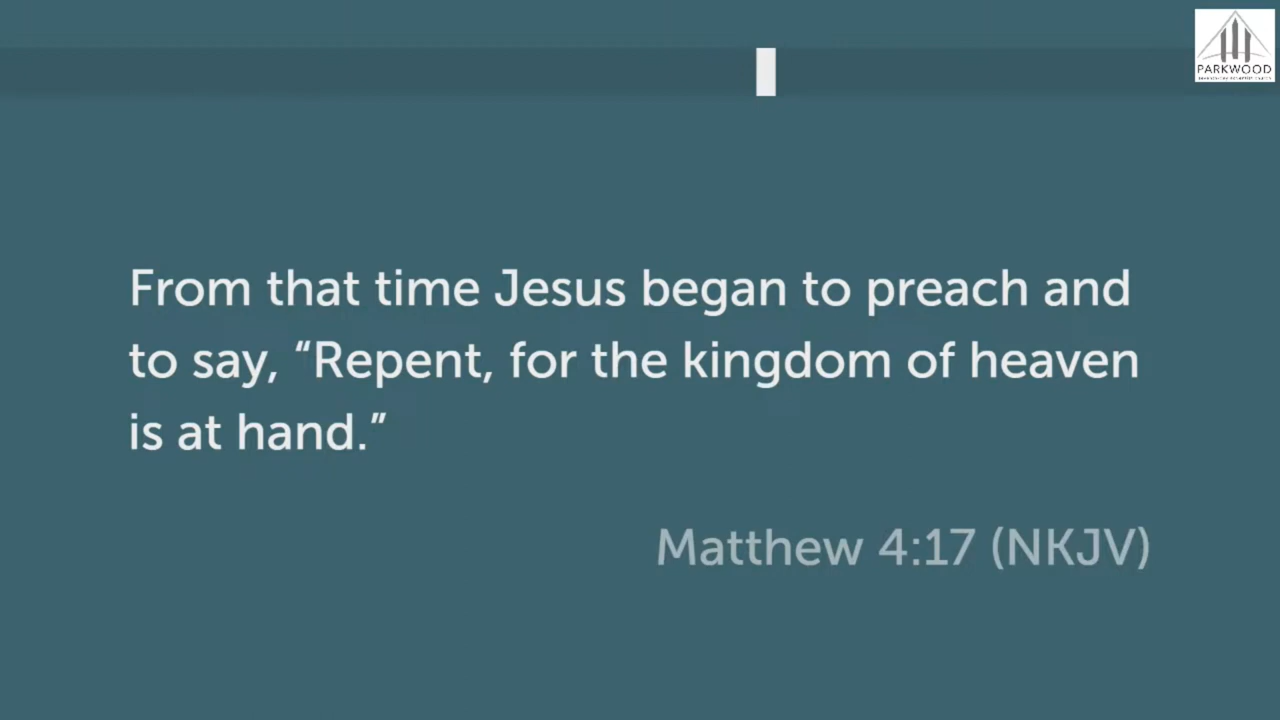 PARKWOOD
From that time Jesus began to preach and
to say, “Repent, for the kingdom of heaven
is at hand.”
Matthew 4:17 (NKJV)